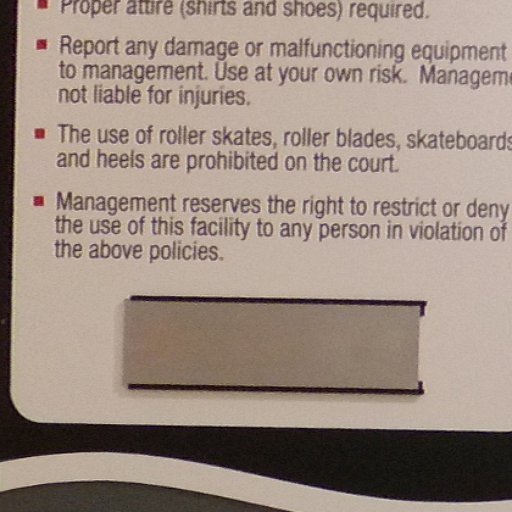 Proper attire (shirts and shoes) required.
Report any damage or malfunctioning equipment
to management. Use at your own risk. Managem
not liable for injuries.
The use of roller skates, roller blades, skateboards
and heels are prohibited on the court.
Management reserves the right to restrict or deny
the use of this facility to any person in violation of
the above policies.